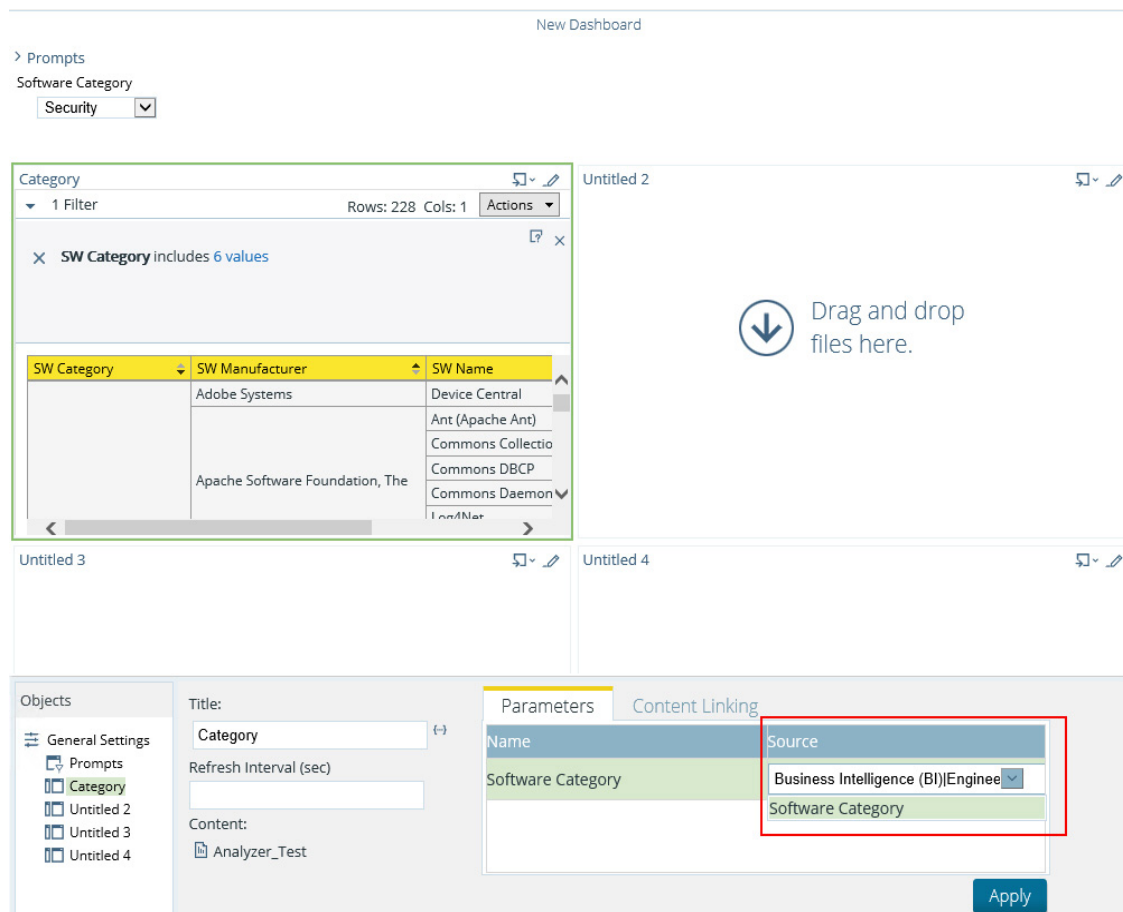 New Dashboard
Prompts
Software Category
Security
Category
1 Filter
Rows: 228 Cols: 1
Actions
SW Category includes 6 values
SW Category
SW Manufacturer
SW Name
Adobe Systems
Device Central
Apache Software Foundation, The
Ant (Apache Ant)
Commons Collectio
Commons DBCP
Commons Daemon
Log4Net
Untitled 2
Drag and drop
files here.
Untitled 3
Untitled 4
Objects
General Settings
Prompts
Category
Untitled 2
Untitled 3
Untitled 4
Title:
Category
Refresh Interval (sec)
Content:
Analyzer_Test
Parameters
Content Linking
Name
Source
Software Category
Business Intelligence (BI)|Enginee
Software Category
Apply